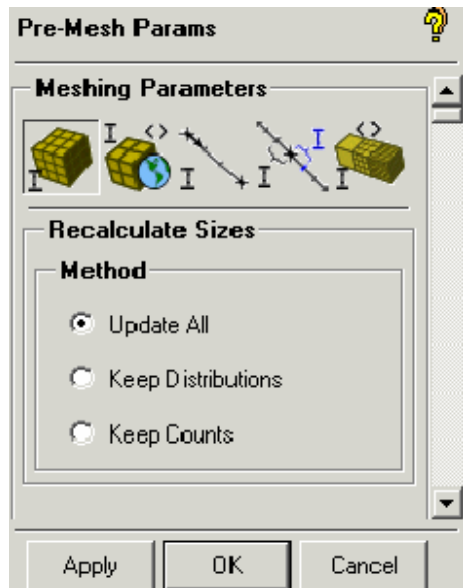 Pre-Mesh Params
Meshing Parameters
Recalculate Sizes
Method
Update All
Keep Distributions
Keep Counts
Apply OK Cancel